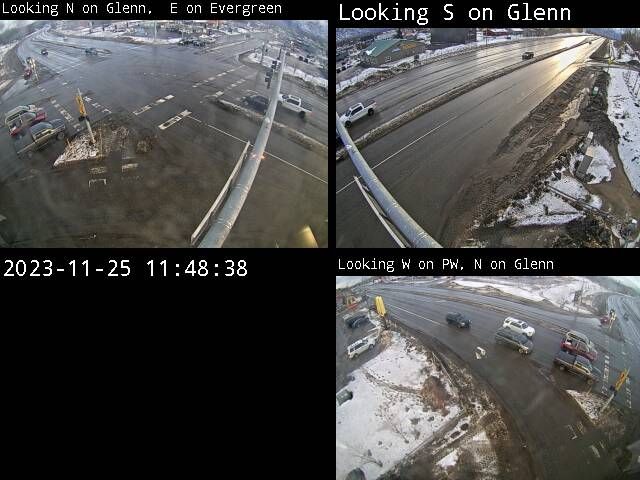 Looking N on Glenn, E on Evergreen
Looking S on Glenn
2023-11-25 11:48:38
Looking W on PW, N on Glenn